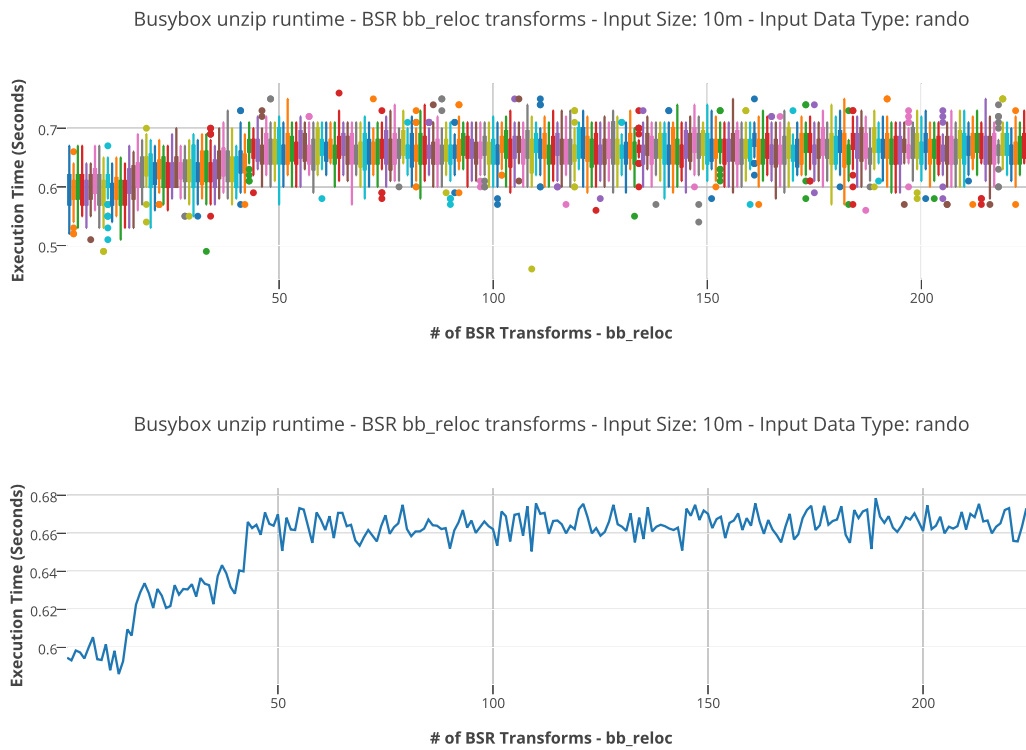 Busybox unzip runtime - BSR bb_reloc transforms - Input Size: 10m - Input Data Type: rando
Execution Time (Seconds)
0.7
0.6
0.5
50 100 150 200
# of BSR Transforms - bb_reloc
Busybox unzip runtime - BSR bb_reloc transforms - Input Size: 10m - Input Data Type: rando
Execution Time (Seconds)
0.68
0.66
0.64
0.62
0.6
50 100 150 200
# of BSR Transforms - bb_reloc